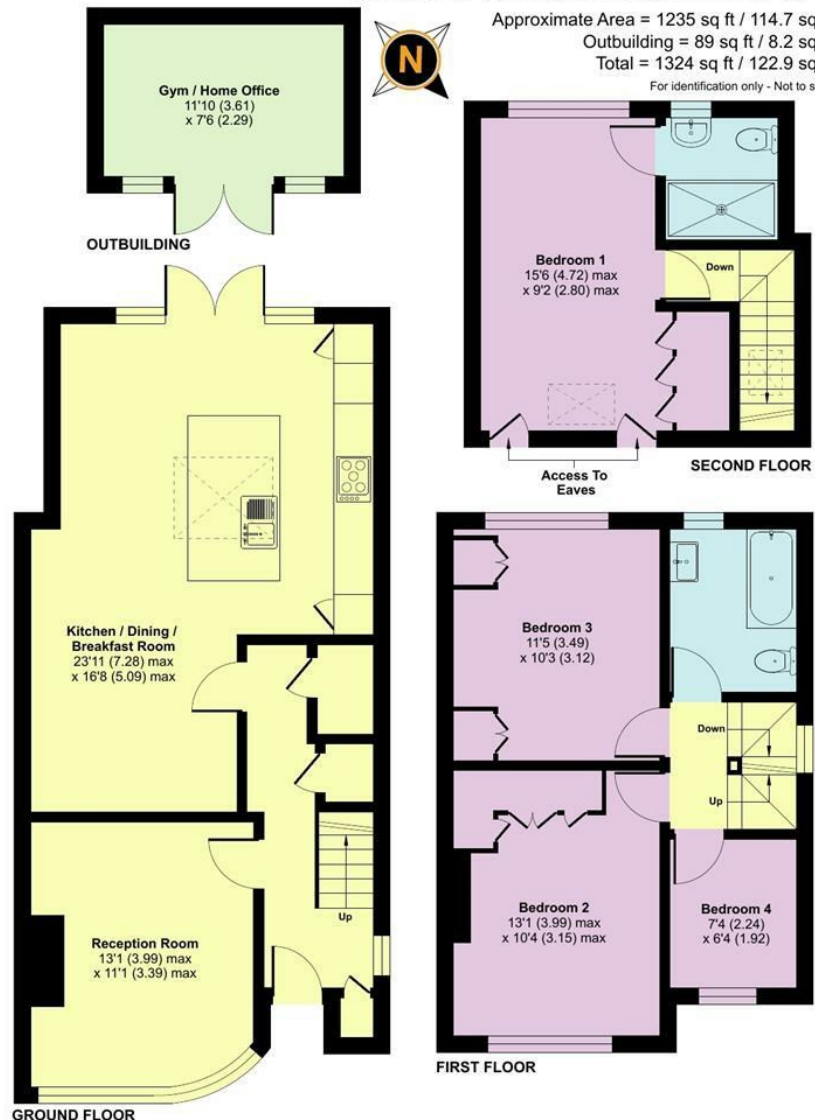 Approximate Area = 1235 sq ft / 114.7 sq
Outbuilding = 89 sq ft / 8.2 sq
Total = 1324 sq ft / 122.9 sq
For identification only - Not to s
N
Gym / Home Office
11'10 (3.61)
x 7'6 (2.29)
OUTBUILDING
Bedroom 1
15'6 (4.72) max
x 9'2 (2.80) max
Down
Access To
Eaves
SECOND FLOOR
Kitchen / Dining /
Breakfast Room
23'11 (7.28) max
x 16'8 (5.09) max
Up
Reception Room
13'1 (3.99) max
x 11'1 (3.39) max
GROUND FLOOR
Bedroom 3
11'5 (3.49)
x 10'3 (3.12)
Down
Up
Bedroom 2
13'1 (3.99) max
x 10'4 (3.15) max
Bedroom 4
7'4 (2.24)
x 6'4 (1.92)
FIRST FLOOR